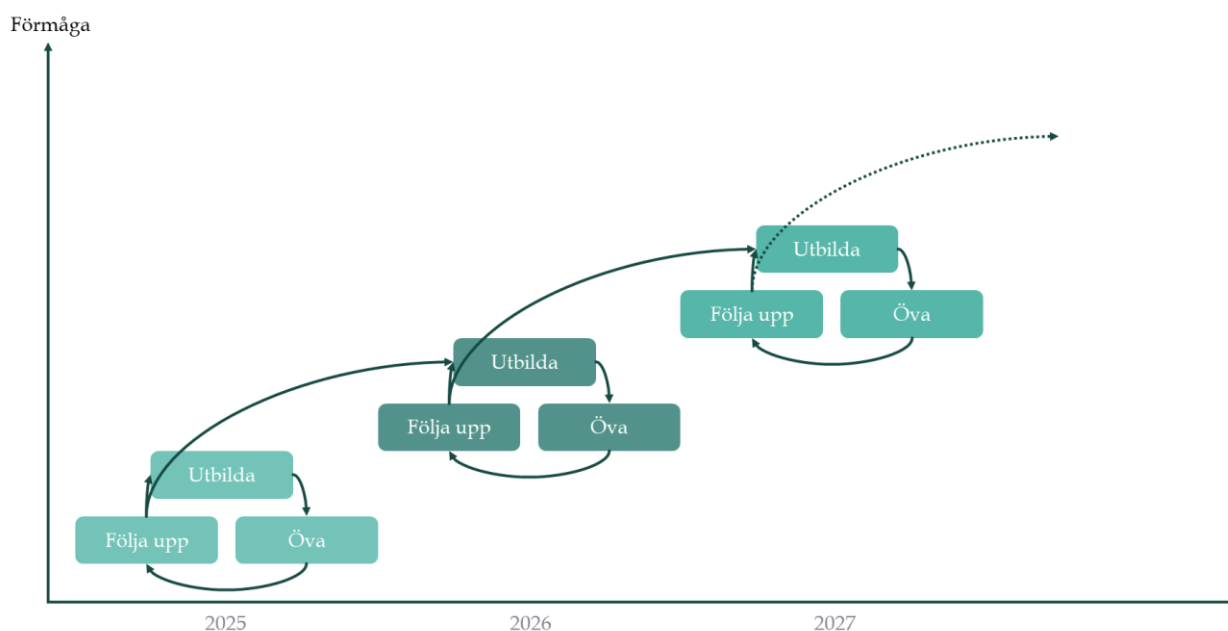 Förmåga
Utbilda
Följa upp
Öva
Utbilda
Följa upp
Öva
Utbilda
Följa upp
Öva
2025
2026
2027